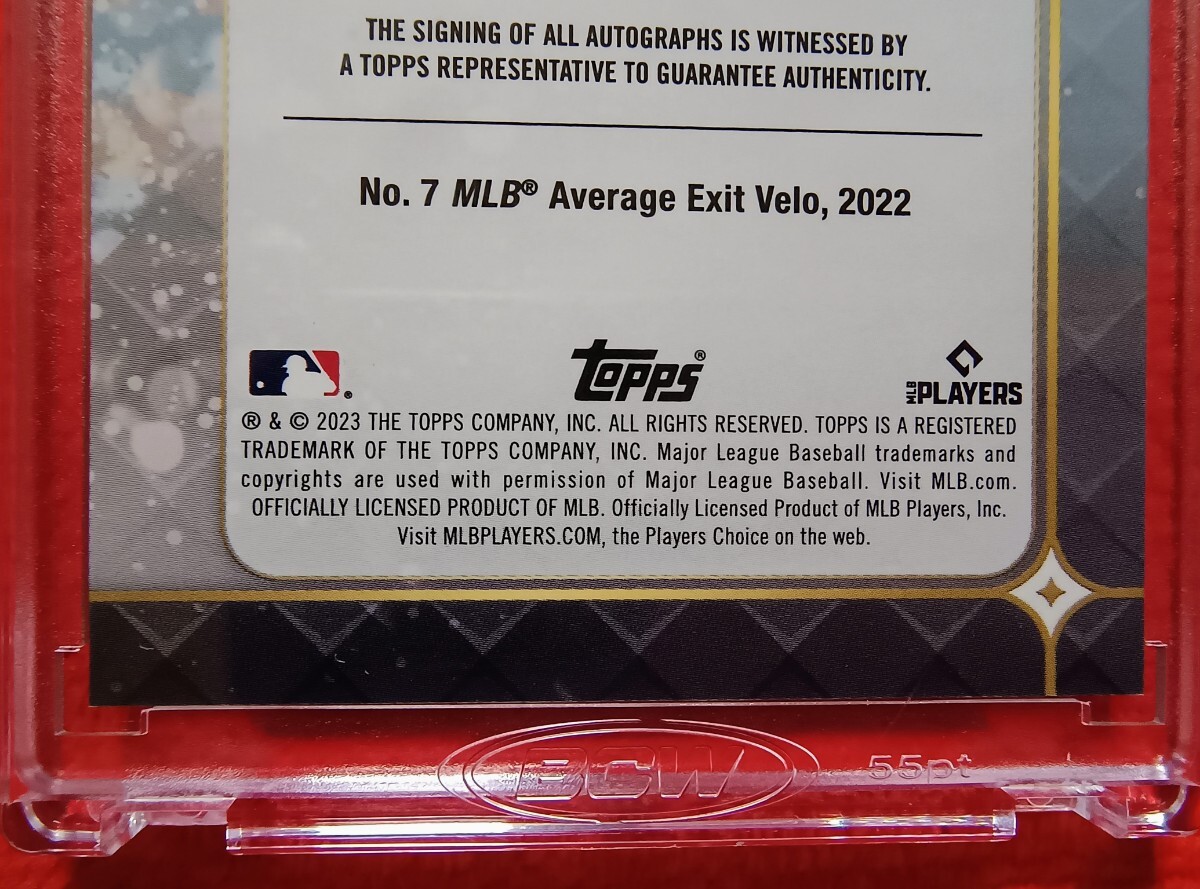 THE SIGNING OF ALL AUTOGRAPHS IS WITNESSED BY
A TOPPS REPRESENTATIVE TO GUARANTEE AUTHENTICITY.
No. 7 MLB® Average Exit Velo, 2022
Topps®
MLB PLAYERS
® & © 2023 THE TOPPS COMPANY, INC. ALL RIGHTS RESERVED. TOPPS IS A REGISTERED
TRADEMARK OF THE TOPPS COMPANY, INC. Major League Baseball trademarks and
copyrights are used with permission of Major League Baseball. Visit MLB.com.
OFFICIALLY LICENSED PRODUCT OF MLB. Officially Licensed Product of MLB Players, Inc.
Visit MLBPLAYERS.COM, the Players Choice on the web.
BCW
55pt